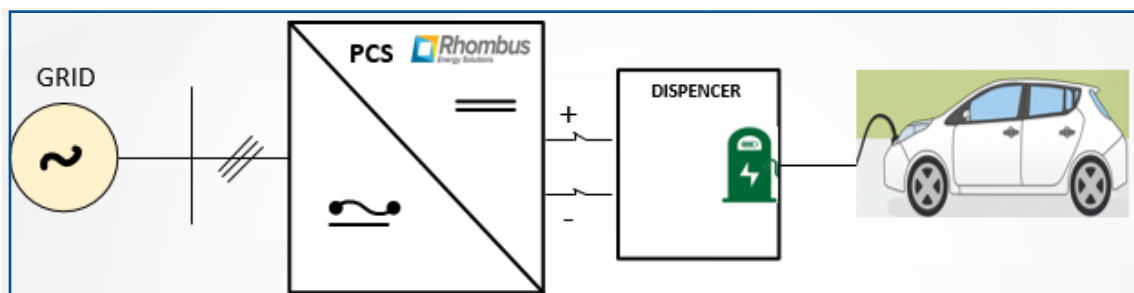 GRID
PCS
Rhombus
Energy Solutions
+
-
DISPENCER